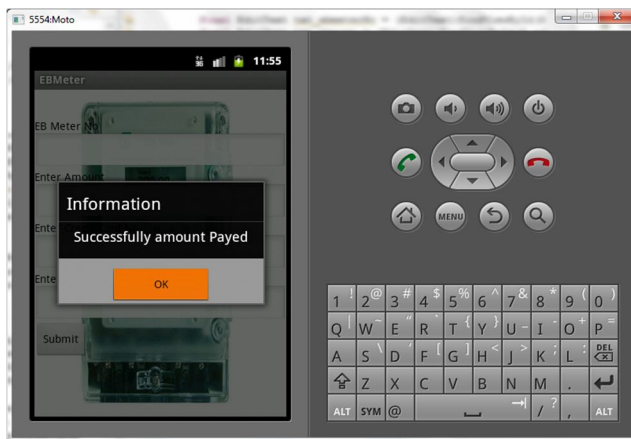 5554:Moto
11:55
EBMeter
EB Meter No
Enter Amount
Information
Successfully amount Payed
Ente
Ente
OK
Submit
MENU
1 ! 2 @ 3 # 4 $ 5 % 6 ^ 7 & 8 * 9 ( 0 )
Q | W ~ E “ R ` T { Y } U _ I - O + P =
A S \ D ‘ F [ G ] H < J > K ; L : DEL
Z X C V B N M .
ALT SYM @ / ? , ALT